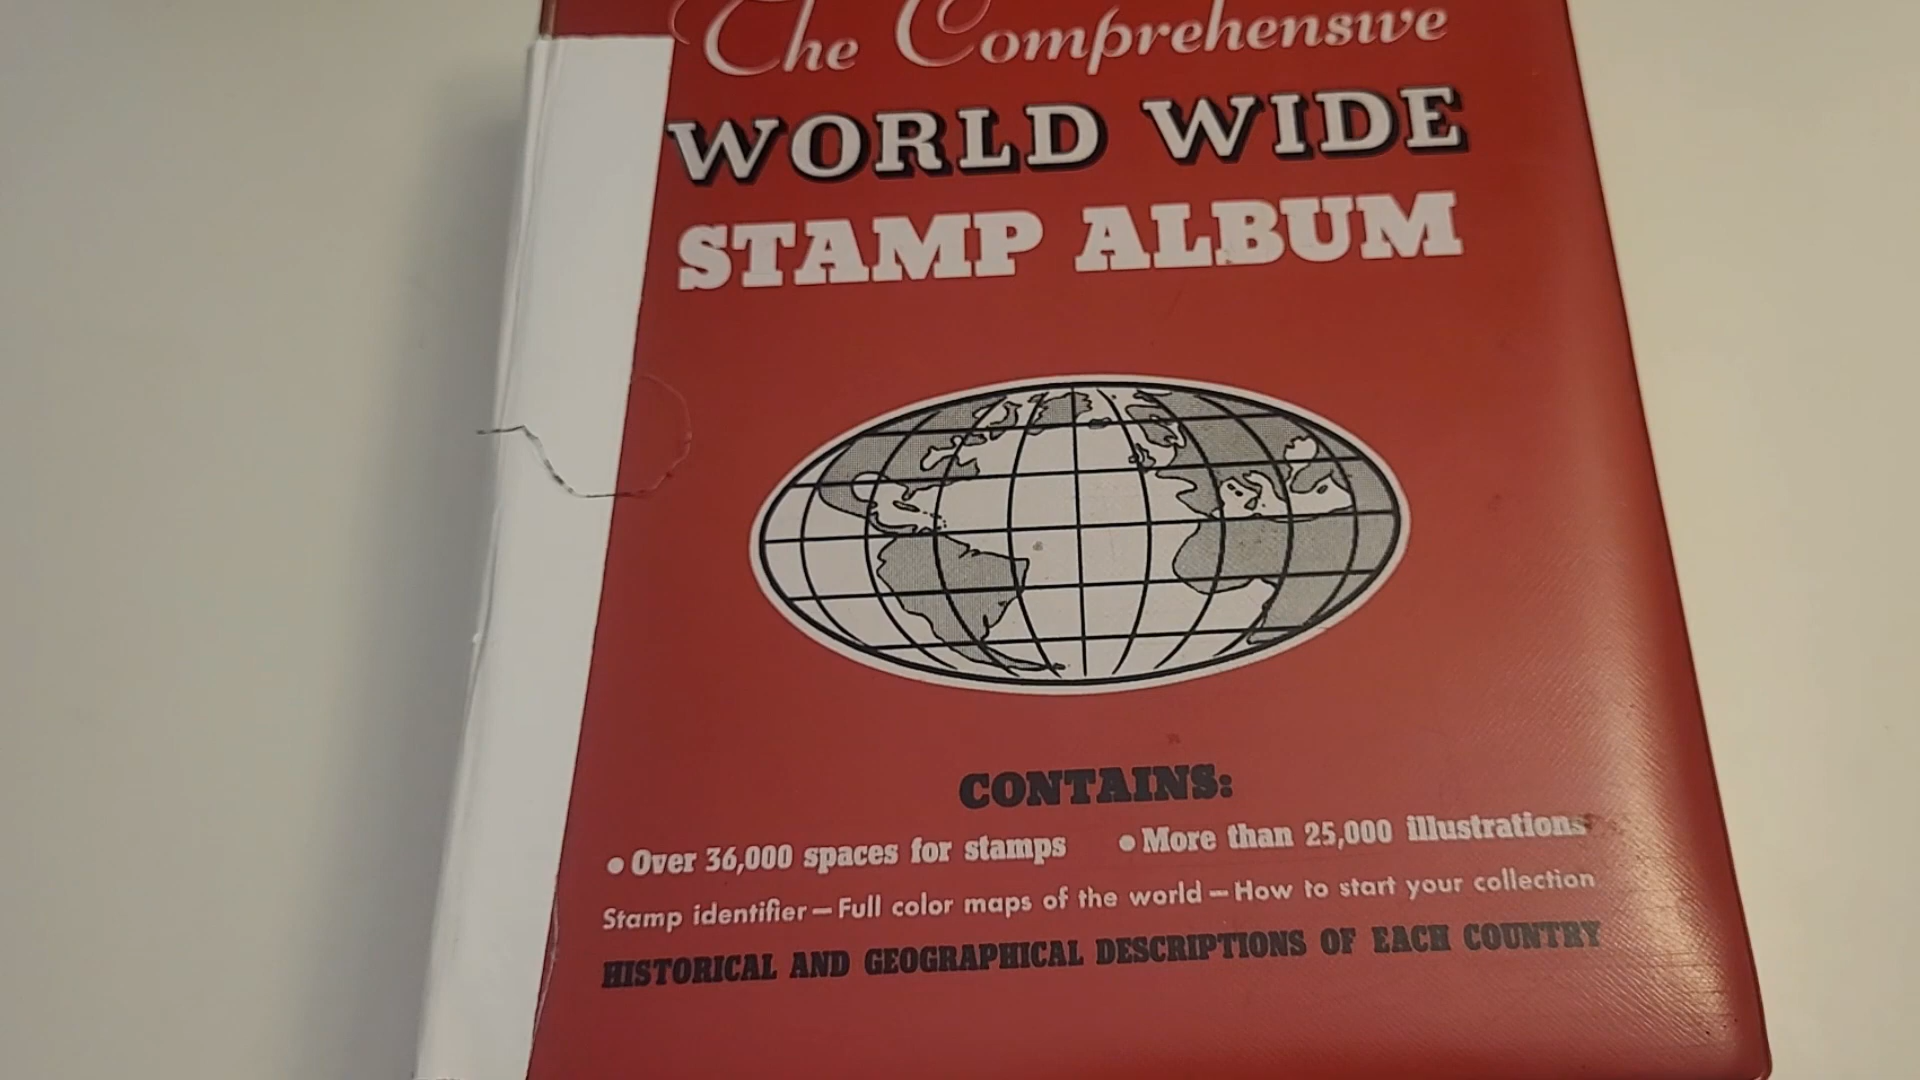 The Comprehensive
WORLD WIDE
STAMP ALBUM
CONTAINS:
• Over 36,000 spaces for stamps • More than 25,000 illustrations
Stamp identifier — Full color maps of the world — How to start your collection
HISTORICAL AND GEOGRAPHICAL DESCRIPTIONS OF EACH COUNTRY